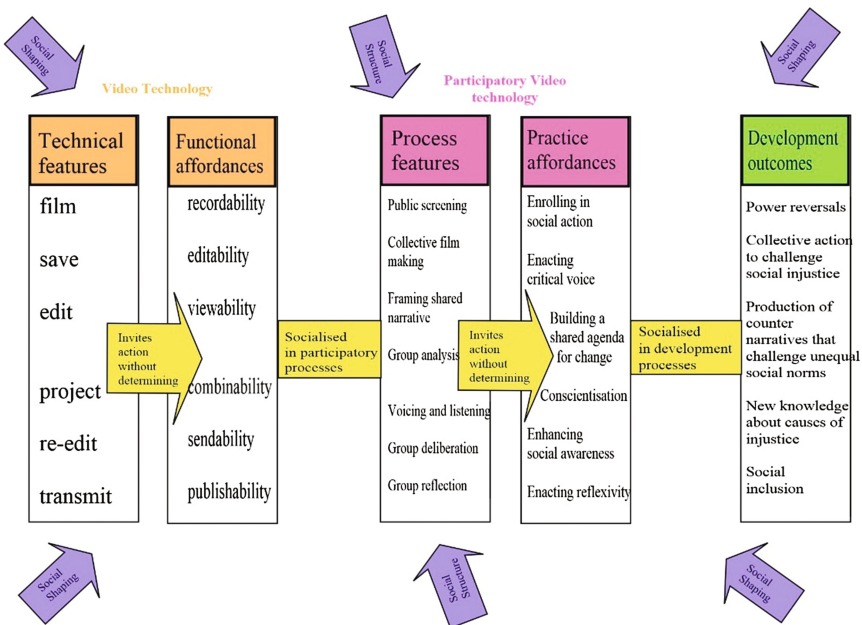 Social
Shaping
Social
Structure
Social
Shaping
Video Technology
Participatory Video
technology
Technical
features
film
save
edit
project
re-edit
transmit
Invites
action
without
determining
Functional
affordances
recordability
editability
viewability
combinability
sendability
publishability
Socialised
in participatory
processes
Process
features
Public screening
Collective film
making
Framing shared
narrative
Group analysis
Voicing and listening
Group deliberation
Group reflection
Invites
action
without
determining
Practice
affordances
Enrolling in
social action
Enacting
critical voice
Building a
shared agenda
for change
Conscientisation
Enhancing
social awareness
Enacting reflexivity
Socialised
in development
processes
Development
outcomes
Power reversals
Collective action
to challenge
social injustice
Production of
counter
narratives that
challenge unequal
social norms
New knowledge
about causes of
injustice
Social
inclusion
Social
Shaping
Social
Structure
Social
Shaping